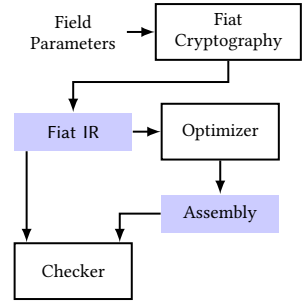 Field
Parameters
Fiat
Cryptography
Fiat IR
Optimizer
Assembly
Checker